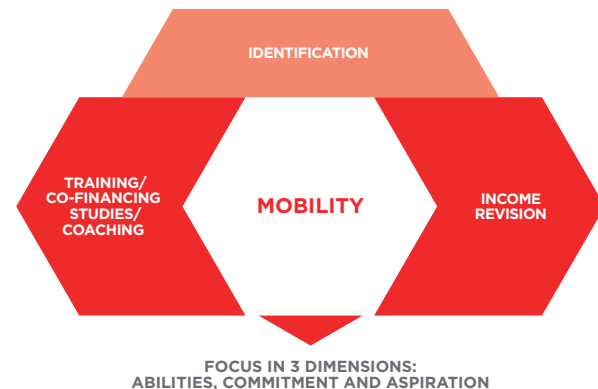 IDENTIFICATION
TRAINING/
CO-FINANCING
STUDIES/
COACHING
MOBILITY
INCOME
REVISION
FOCUS IN 3 DIMENSIONS:
ABILITIES, COMMITMENT AND ASPIRATION